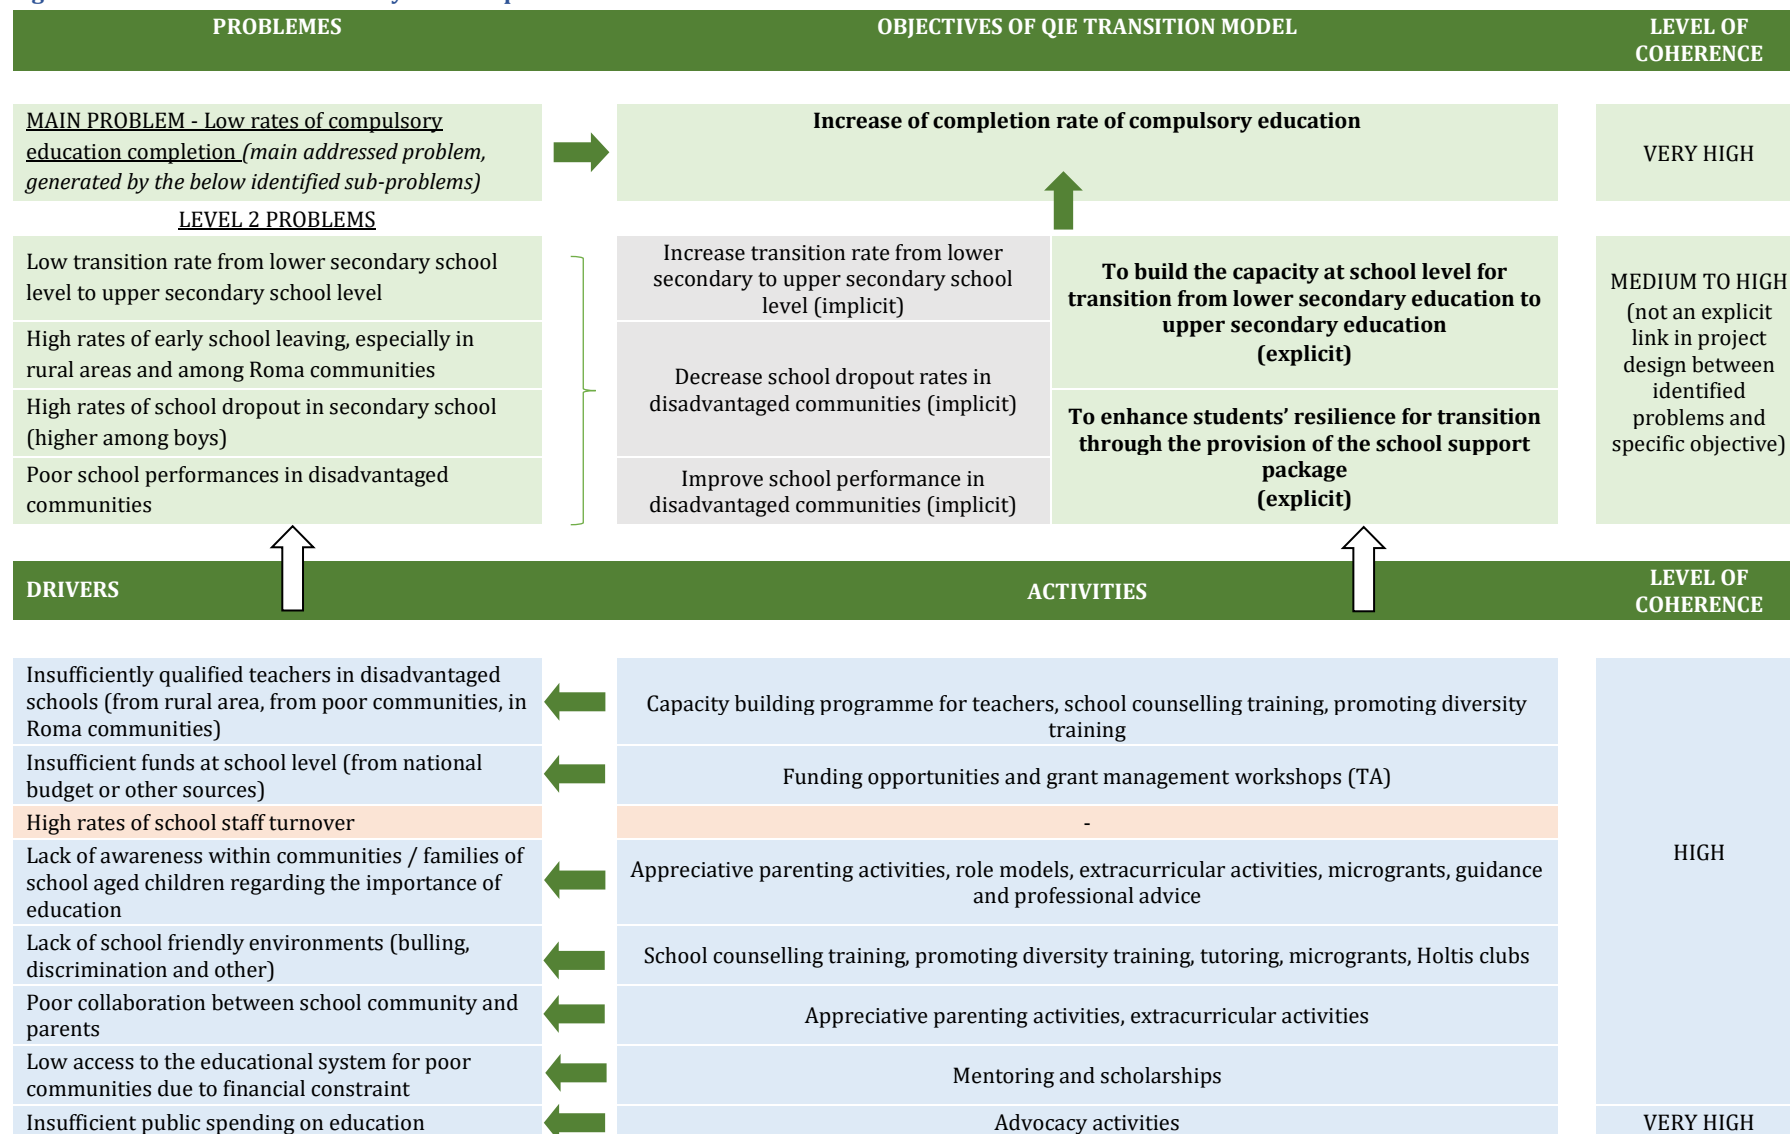 PROBLEMES
OBJECTIVES OF QIE TRANSITION MODEL
LEVEL OF
COHERENCE
MAIN PROBLEM - Low rates of compulsory
education completion (main addressed problem,
generated by the below identified sub-problems)
Increase of completion rate of compulsory education
VERY HIGH
LEVEL 2 PROBLEMS
Low transition rate from lower secondary school
level to upper secondary school level
High rates of early school leaving, especially in
rural areas and among Roma communities
High rates of school dropout in secondary school
(higher among boys)
Poor school performances in disadvantaged
communities
Increase transition rate from lower
secondary to upper secondary school
level (implicit)
Decrease school dropout rates in
disadvantaged communities (implicit)
Improve school performance in
disadvantaged communities (implicit)
To build the capacity at school level for
transition from lower secondary education to
upper secondary education
(explicit)
To enhance students’ resilience for transition
through the provision of the school support
package
(explicit)
MEDIUM TO HIGH
(not an explicit
link in project
design between
identified
problems and
specific objective)
DRIVERS
ACTIVITIES
LEVEL OF
COHERENCE
Insufficiently qualified teachers in disadvantaged
schools (from rural area, from poor communities, in
Roma communities)
Capacity building programme for teachers, school counselling training, promoting diversity
training
Insufficient funds at school level (from national
budget or other sources)
Funding opportunities and grant management workshops (TA)
High rates of school staff turnover
-
Lack of awareness within communities / families of
school aged children regarding the importance of
education
Appreciative parenting activities, role models, extracurricular activities, microgrants, guidance
and professional advice
HIGH
Lack of school friendly environments (bulling,
discrimination and other)
School counselling training, promoting diversity training, tutoring, microgrants, Holtis clubs
Poor collaboration between school community and
parents
Appreciative parenting activities, extracurricular activities
Low access to the educational system for poor
communities due to financial constraint
Mentoring and scholarships
Insufficient public spending on education
Advocacy activities
VERY HIGH